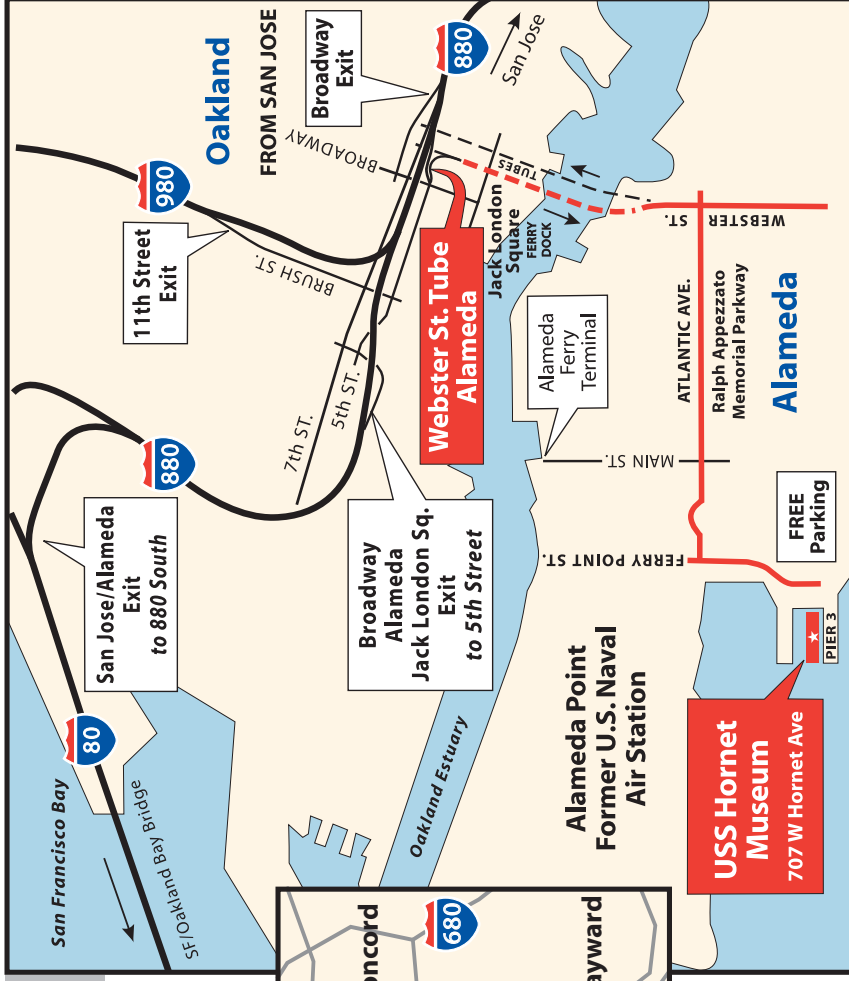 San Francisco Bay
SF/Oakland Bay Bridge
80
San Jose/Alameda
Exit
to 880 South
880
11th Street
Exit
980
Oakland
FROM SAN JOSE
Broadway
Exit
880
San Jose
BROADWAY
BRUSH ST.
7th ST.
5th ST.
Broadway
Alameda
Jack London Sq.
Exit
to 5th Street
Webster St. Tube
Alameda
TUBES
Jack London
Square
FERRY
DOCK
Oakland Estuary
Alameda
Ferry
Terminal
WEBSTER
ST.
MAIN ST.
ATLANTIC AVE.
Ralph Appezzato
Memorial Parkway
Alameda
FERRY POINT ST.
Alameda Point
Former U.S. Naval
Air Station
FREE
Parking
PIER 3
USS Hornet
Museum
707 W Hornet Ave
oncord
680
ayward